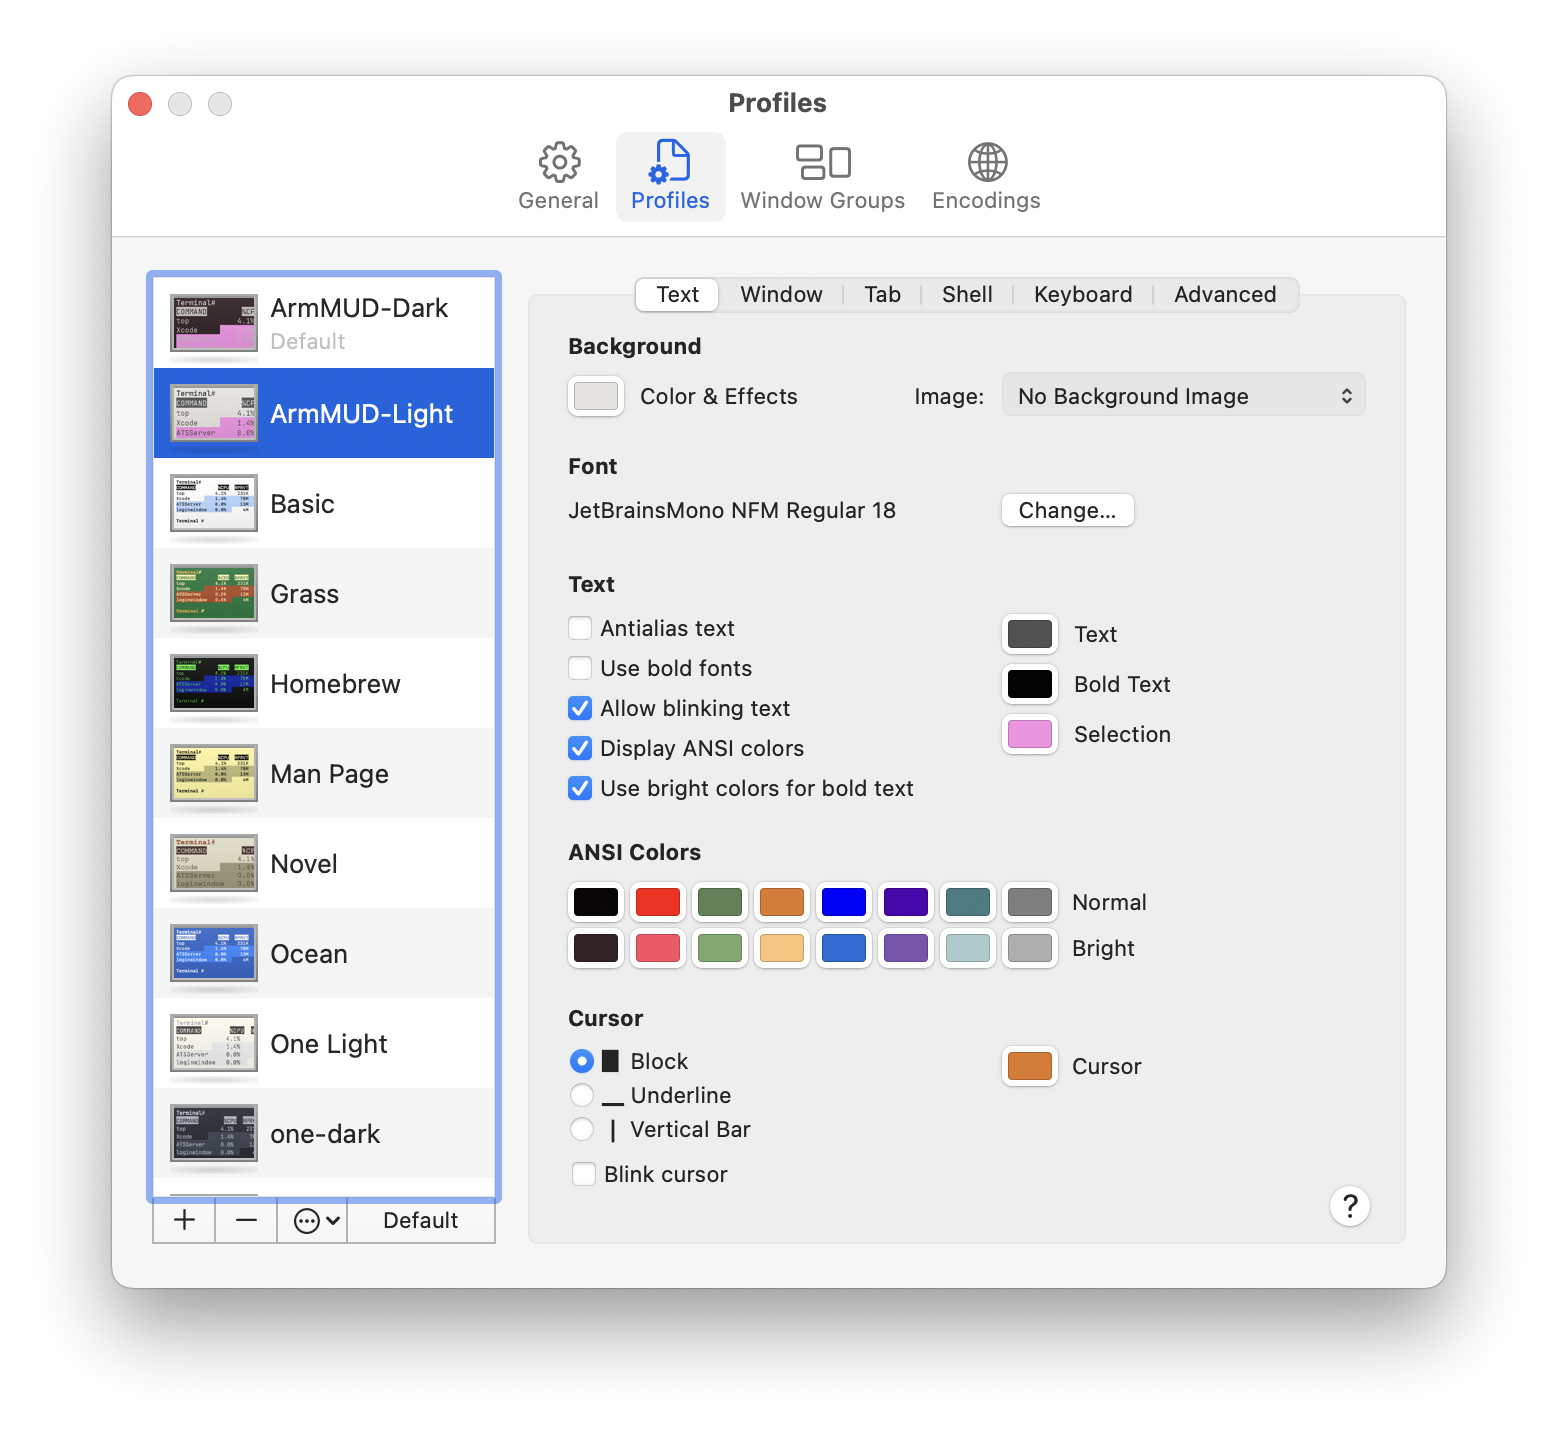 Profiles
General
Profiles
Window Groups
Encodings
ArmMUD-Dark
Default
ArmMUD-Light
Basic
Grass
Homebrew
Man Page
Novel
Ocean
One Light
one-dark
Default
Text
Window
Tab
Shell
Keyboard
Advanced
Background
Color & Effects
Image:
No Background Image
Font
JetBrainsMono NFM Regular 18
Change...
Text
Antialias text
Use bold fonts
Allow blinking text
Display ANSI colors
Use bright colors for bold text
Text
Bold Text
Selection
ANSI Colors
Normal
Bright
Cursor
Block
Underline
Vertical Bar
Blink cursor
Cursor
?